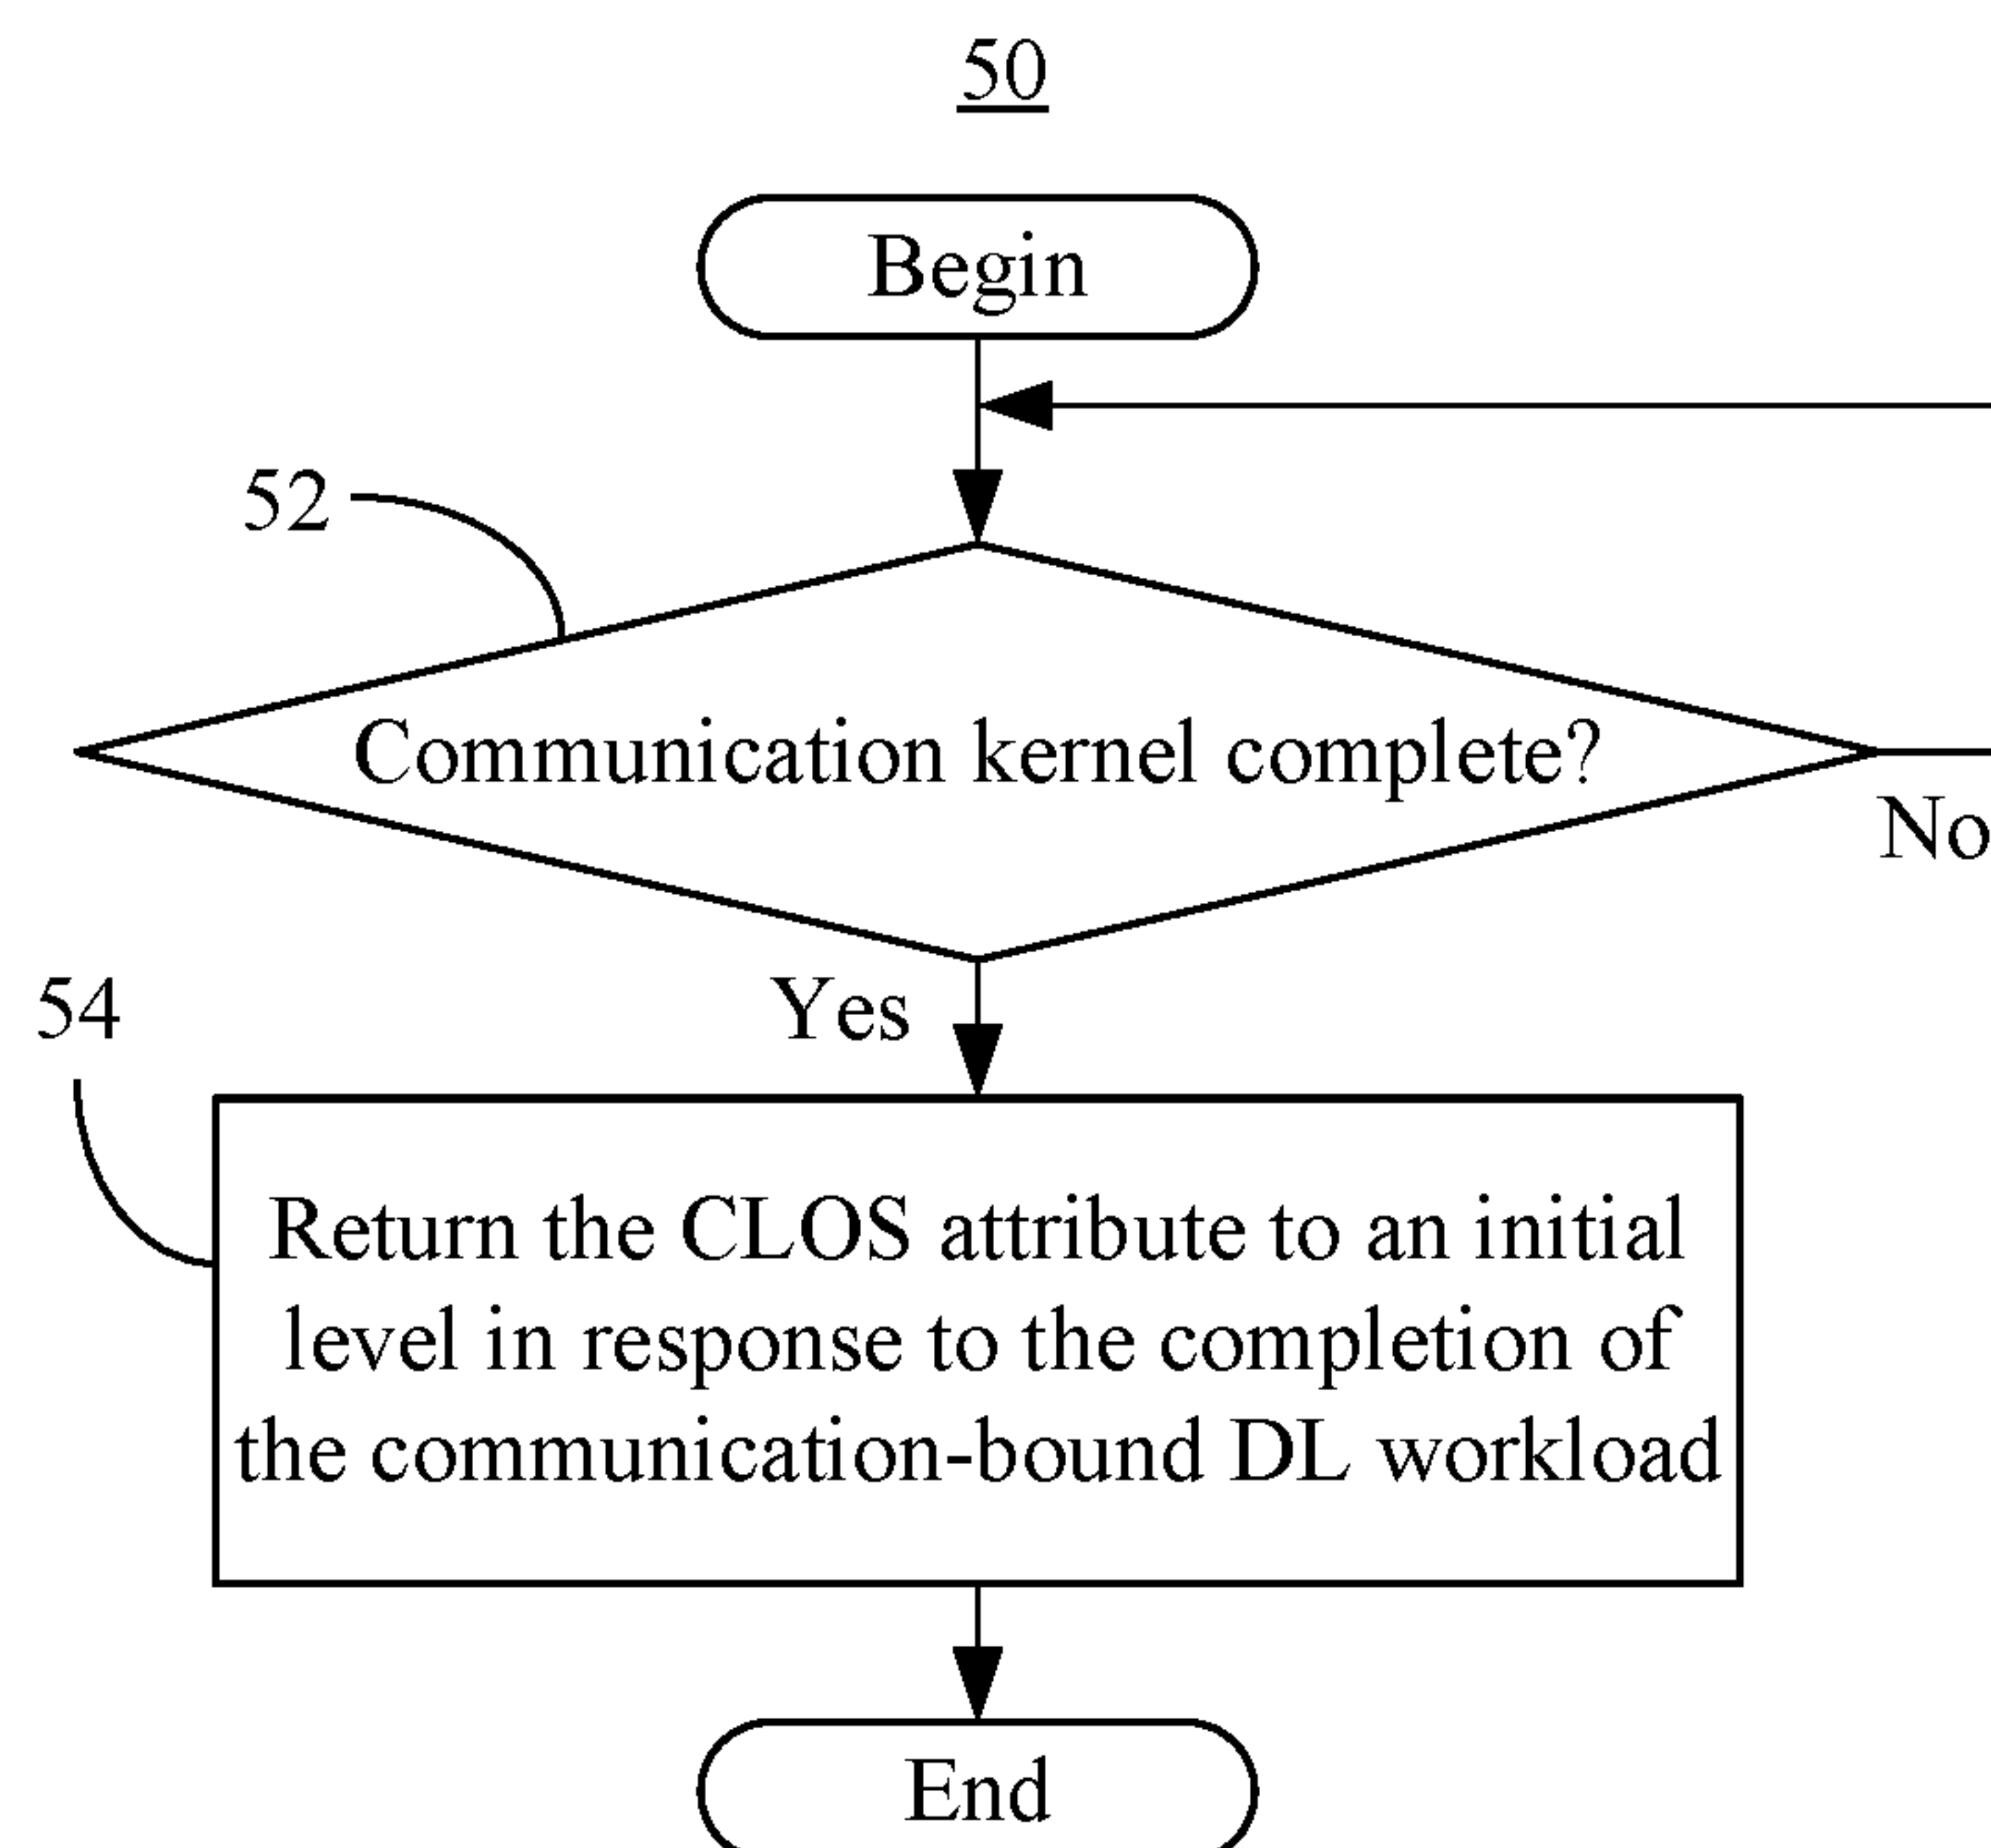 50
Begin
52
Communication kernel complete?
No
54
Yes
Return the CLOS attribute to an initial
level in response to the completion of
the communication-bound DL workload
End